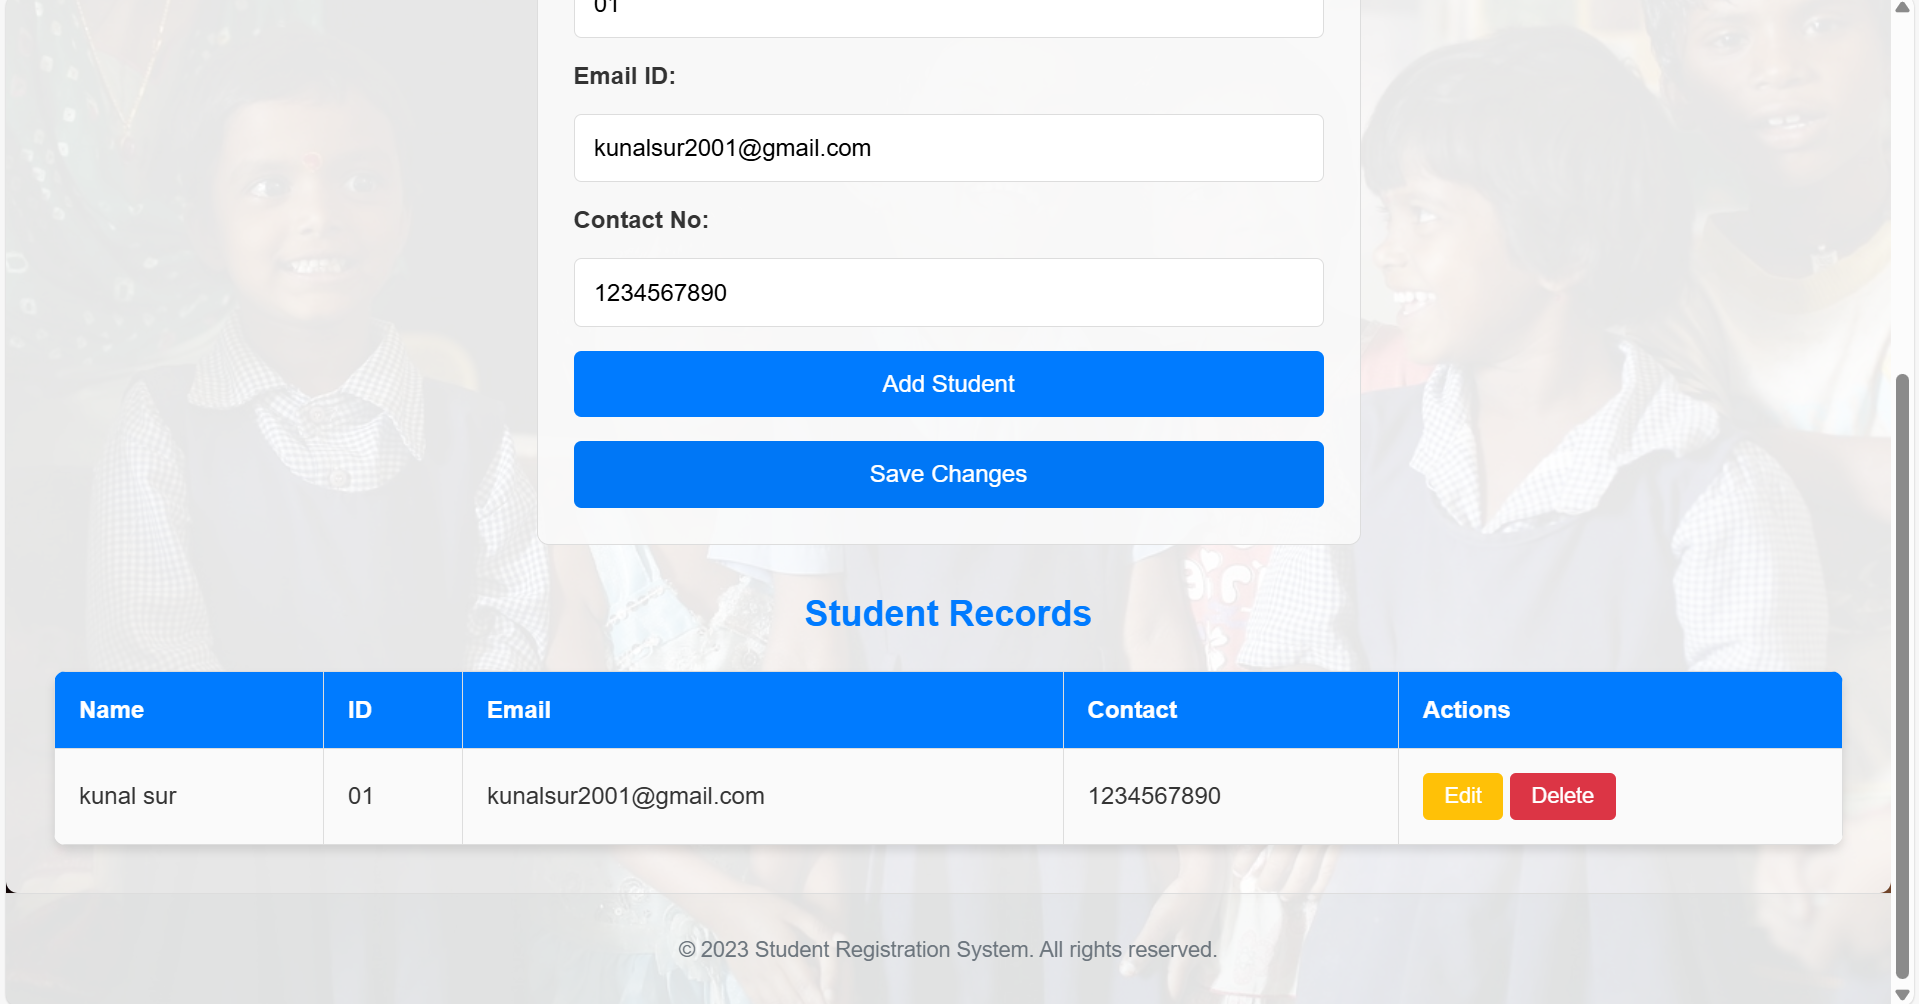 01
Email ID:
kunalsur2001@gmail.com
Contact No:
1234567890
Add Student
Save Changes
Student Records
Name ID Email Contact Actions
kunal sur 01 kunalsur2001@gmail.com 1234567890 Edit Delete
© 2023 Student Registration System. All rights reserved.